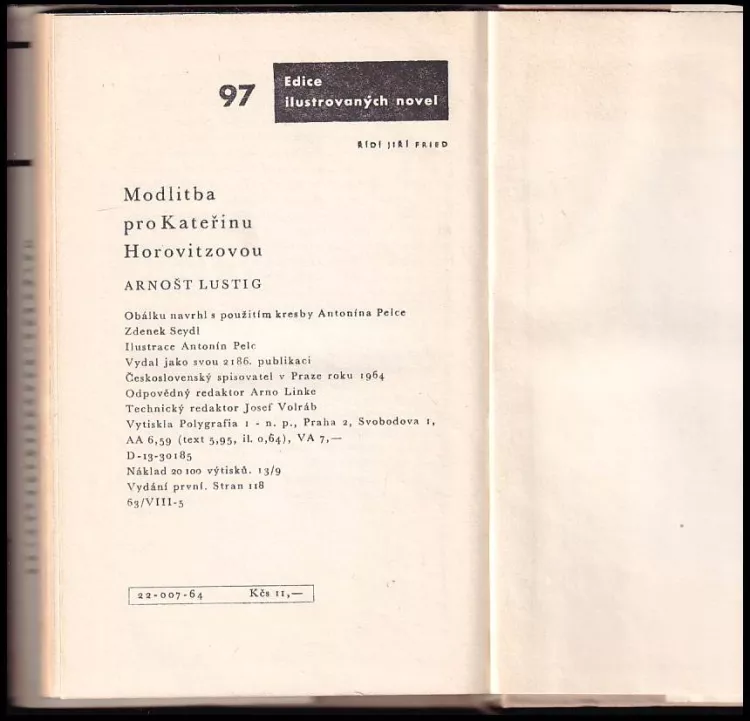 97
Edice
ilustrovaných novel
ŘÍDÍ JIŘÍ FRIED
Modlitba
pro Kateřinu
Horovitzovou
ARNOŠT LUSTIG
Obálku navrhl s použitím kresby Antonína Pelce
Zdenek Seydl
Ilustrace Antonín Pelc
Vydal jako svou 2186. publikaci
Československý spisovatel v Praze roku 1964
Odpovědný redaktor Arno Linke
Technický redaktor Josef Volráb
Vytiskla Polygrafia 1 - n. p., Praha 2, Svobodova 1,
AA 6,59 (text 5,95, il. 0,64), VA 7,—
D-13-30185
Náklad 20 100 výtisků. 13/9
Vydání první. Stran 118
63/VIII-5
22-007-64 Kčs 11,—